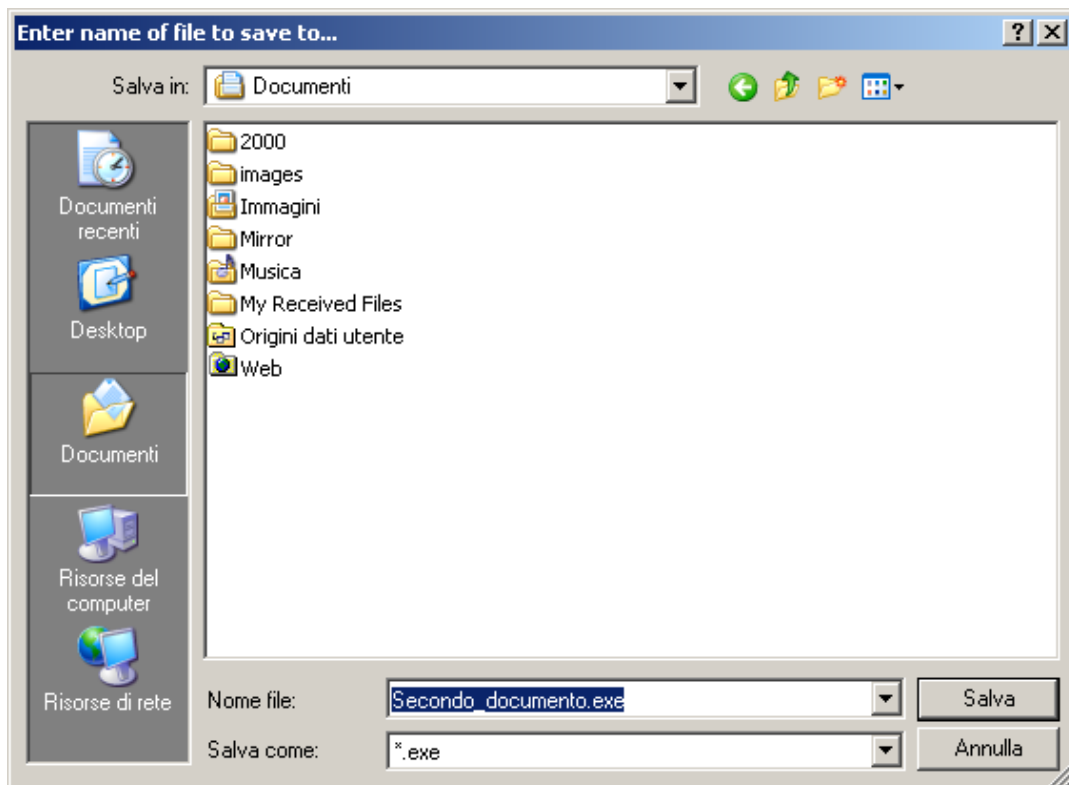 Enter name of file to save to...
Salva in:
Documenti
Documenti
recenti
Desktop
Documenti
Risorse del
computer
Risorse di rete
2000
images
Immagini
Mirror
Musica
My Received Files
Origini dati utente
Web
Nome file:
Secondo_documento.exe
Salva
Salva come:
*.exe
Annulla